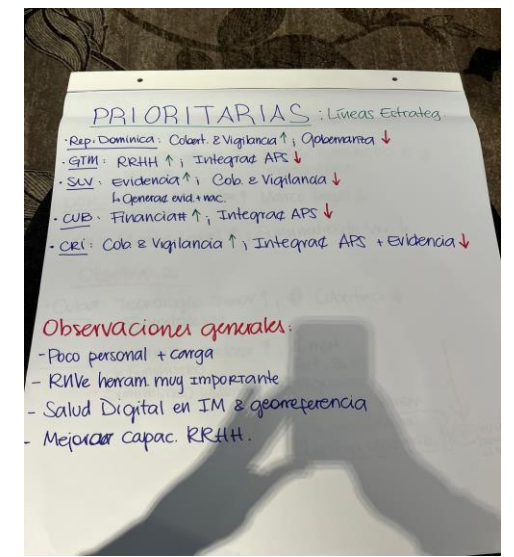 PRIORITARIAS : Líneas Estrateg.
· Rep. Dominica: Cobert. & Vigilancia ↑ ; Gobernanza ↓
· GTM: RRHH ↑ ; Integrac# APS ↓
· SLV: Evidencia ↑ ; Cob. & Vigilancia ↓
↳ Generac# evid. + nac.
· CUB: Financia# ↑ ; Integrac# APS ↓
· CRI: Cob & Vigilancia ↑ ; Integrac# APS + Evidencia ↓
Observaciones generales:
- Poco personal + carga
- RNVe herram. muy importante
- Salud Digital en IM & georreferencia
- Mejorar capac. RRHH.